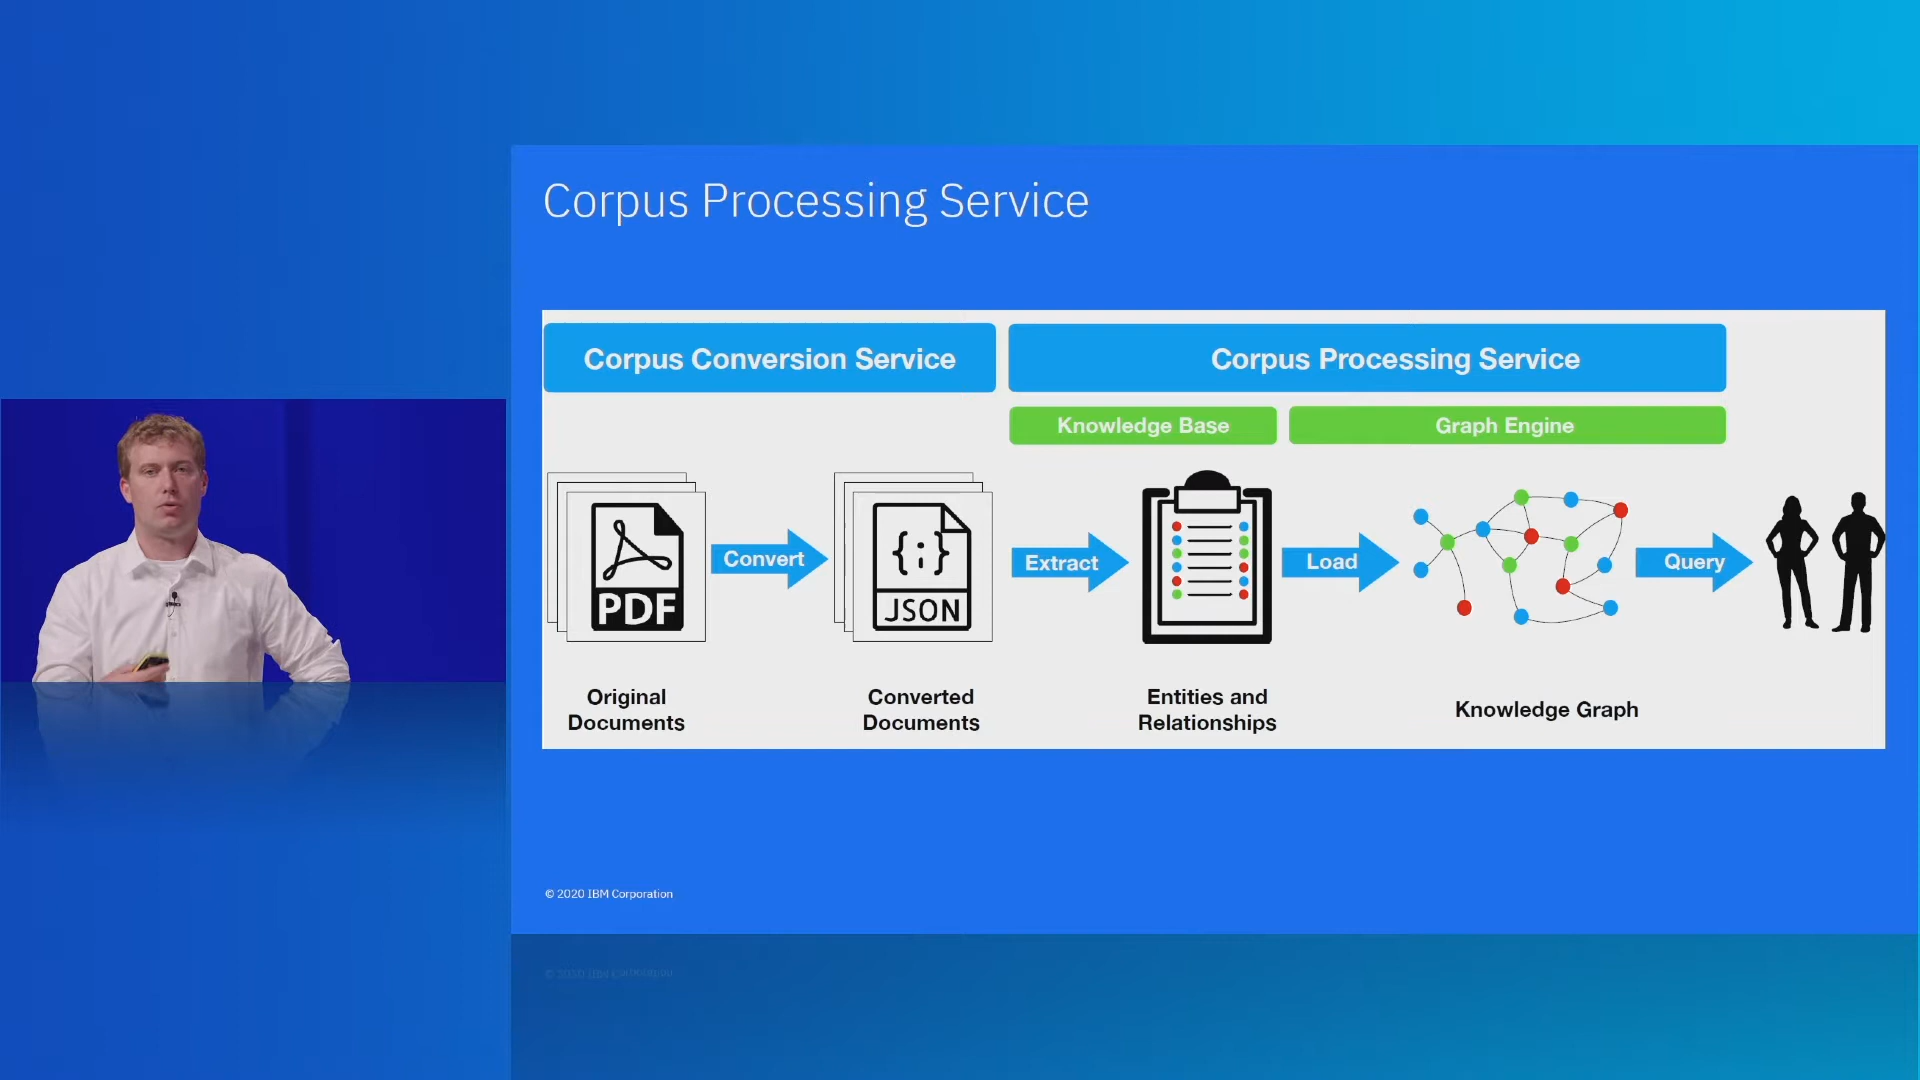 Corpus Processing Service
Corpus Conversion Service
Corpus Processing Service
Knowledge Base
Graph Engine
PDF
Convert
{;}
JSON
Extract
Load
Query
Original
Documents
Converted
Documents
Entities and
Relationships
Knowledge Graph
© 2020 IBM Corporation